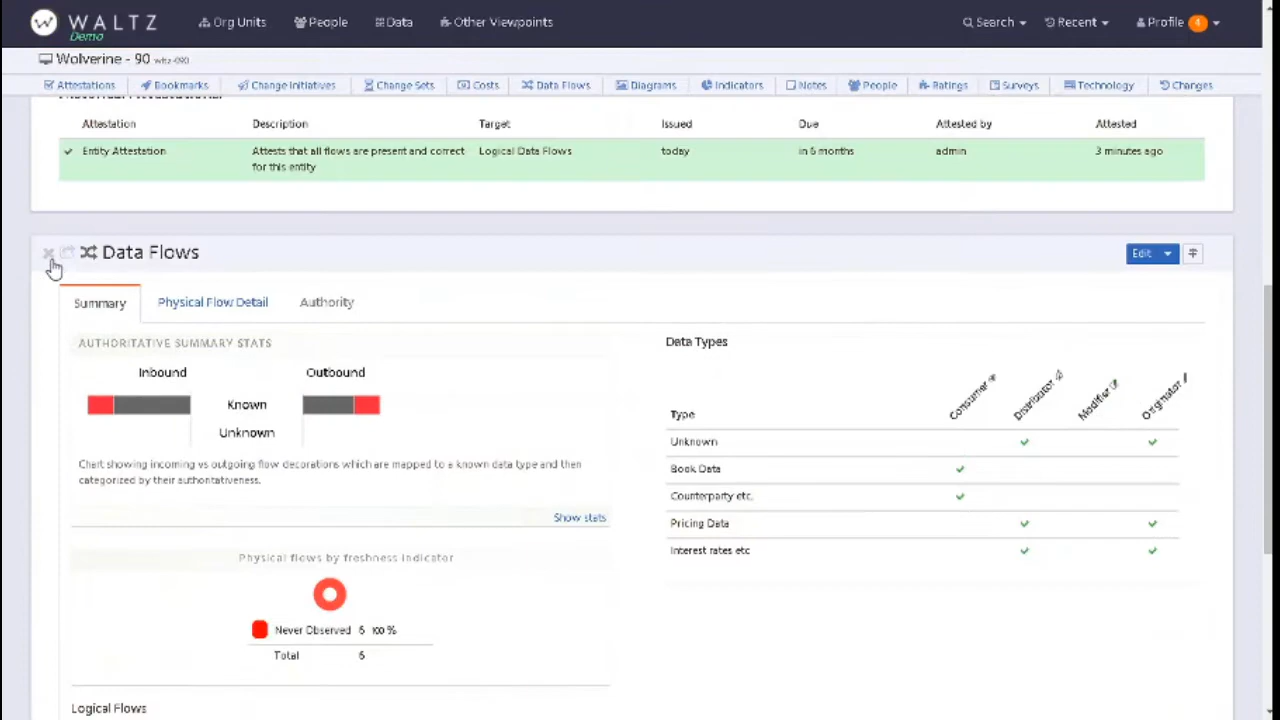 WALTZ
Demo
Org Units
People
Data
Other Viewpoints
Search
Recent
Profile
4
Wolverine - 90 wltz-090
Attestations
Bookmarks
Change Initiatives
Change Sets
Costs
Data Flows
Diagrams
Indicators
Notes
People
Ratings
Surveys
Technology
Changes
Attestation
Description
Target
Issued
Due
Attested by
Attested
Entity Attestation
Attests that all flows are present and correct
for this entity
Logical Data Flows
today
in 6 months
admin
3 minutes ago
Data Flows
Edit
Summary
Physical Flow Detail
Authority
AUTHORITATIVE SUMMARY STATS
Inbound
Outbound
Known
Unknown
Chart showing incoming vs outgoing flow decorations which are mapped to a known data type and then
categorized by their authoritativeness.
Show stats
Physical flows by freshness indicator
Never Observed 6 100 %
Total 6
Logical Flows
Data Types
Type
Consumer
Distributor
Modifier
Originator
Unknown
Book Data
Counterparty etc.
Pricing Data
Interest rates etc